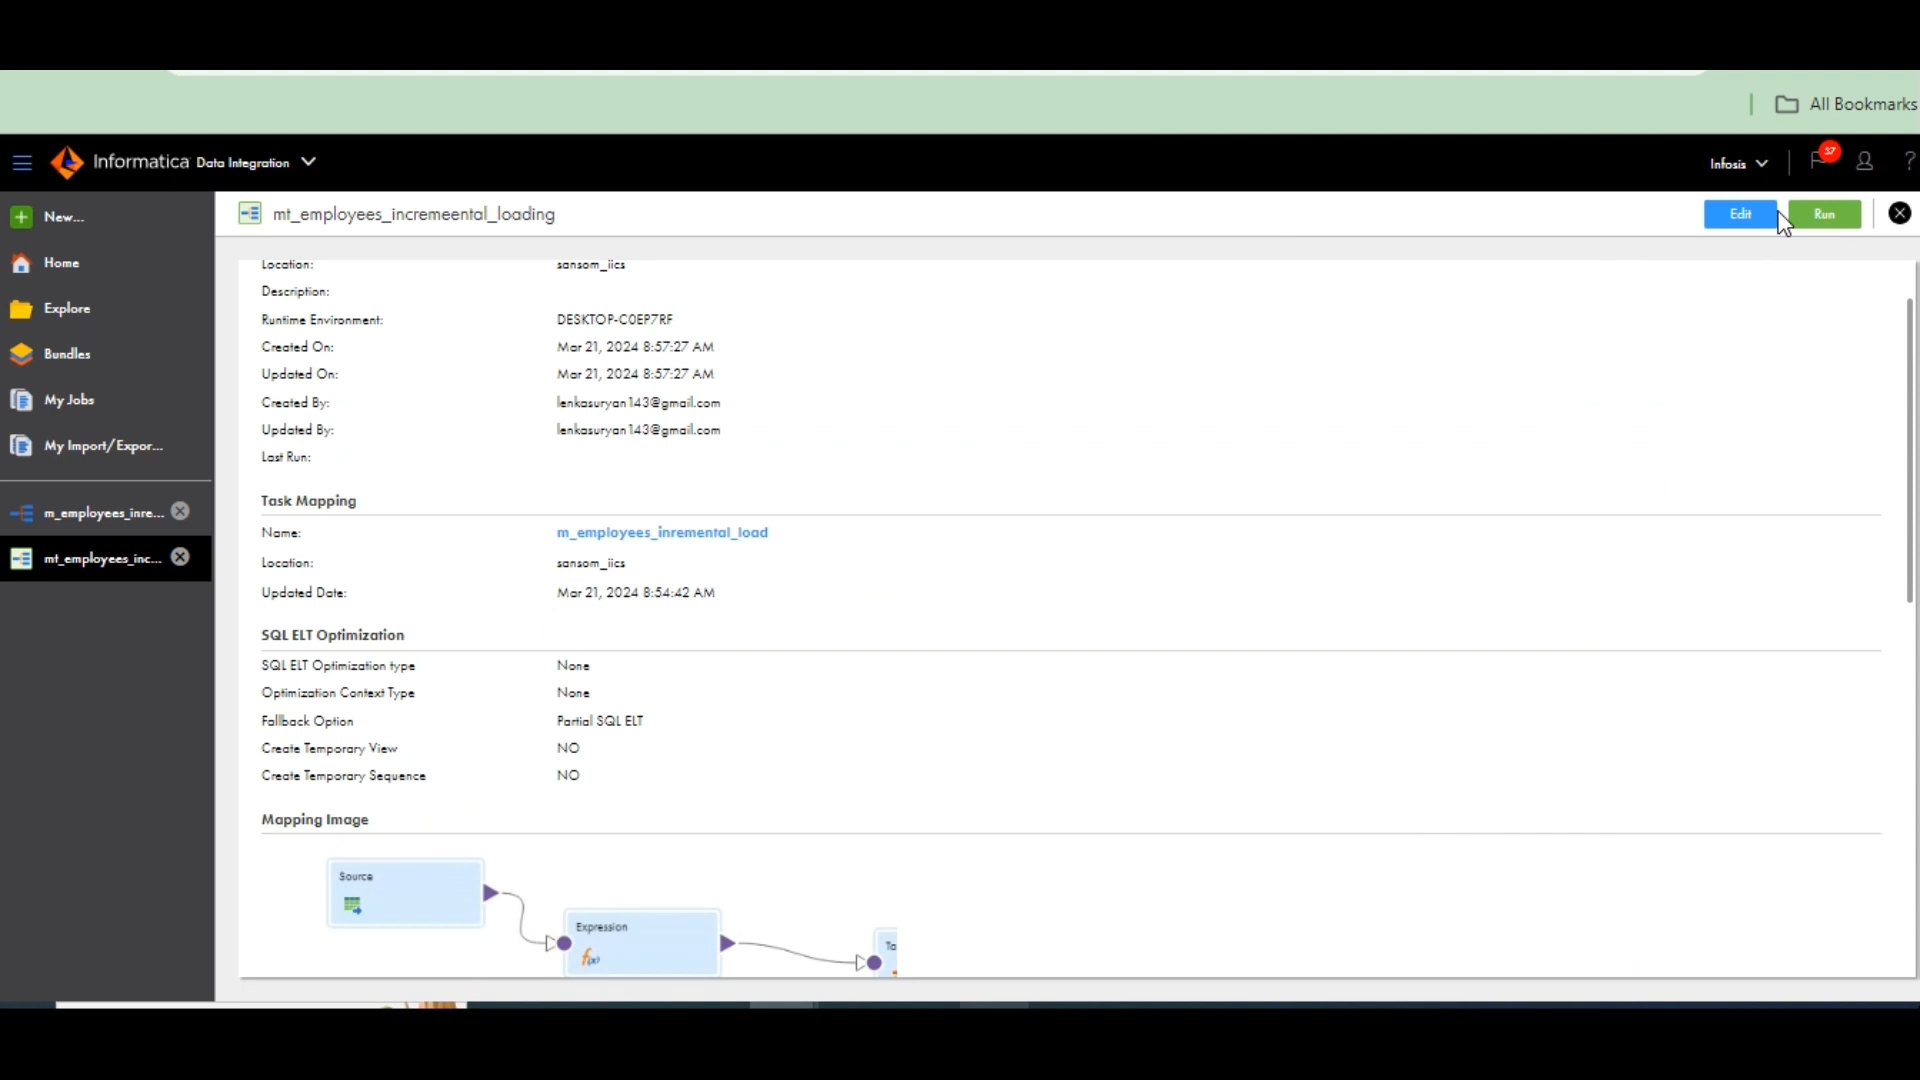 All Bookmarks
Informatica Data Integration
Infosis
37
?
New...
Home
Explore
Bundles
My Jobs
My Import/Expor...
m_employees_inre...
mt_employees_inc...
mt_employees_incremeental_loading
Edit
Run
Location: sansom_iics
Description:
Runtime Environment: DESKTOP-C0EP7RF
Created On: Mar 21, 2024 8:57:27 AM
Updated On: Mar 21, 2024 8:57:27 AM
Created By: lenkasuryan143@gmail.com
Updated By: lenkasuryan143@gmail.com
Last Run:
Task Mapping
Name: m_employees_inremental_load
Location: sansom_iics
Updated Date: Mar 21, 2024 8:54:42 AM
SQL ELT Optimization
SQL ELT Optimization type None
Optimization Context Type None
Fallback Option Partial SQL ELT
Create Temporary View NO
Create Temporary Sequence NO
Mapping Image
Source
Expression
f(x)
Ta